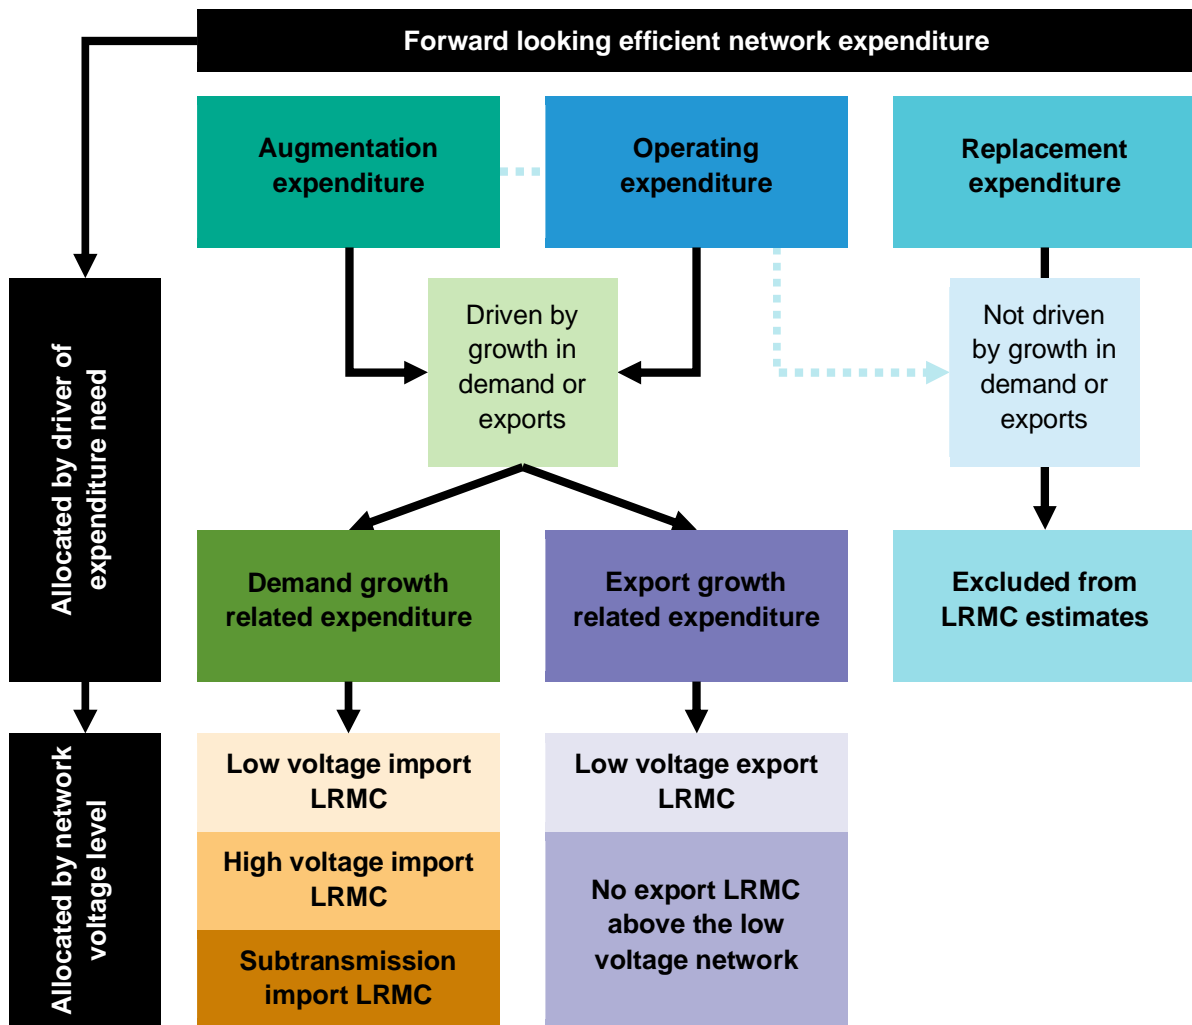 Forward looking efficient network expenditure
Augmentation
expenditure
Operating
expenditure
Replacement
expenditure
Allocated by driver of
expenditure need
Driven by
growth in
demand or
exports
Not driven
by growth in
demand or
exports
Demand growth
related expenditure
Export growth
related expenditure
Excluded from
LRMC estimates
Allocated by network
voltage level
Low voltage import
LRMC
High voltage import
LRMC
Subtransmission
import LRMC
Low voltage export
LRMC
No export LRMC
above the low
voltage network